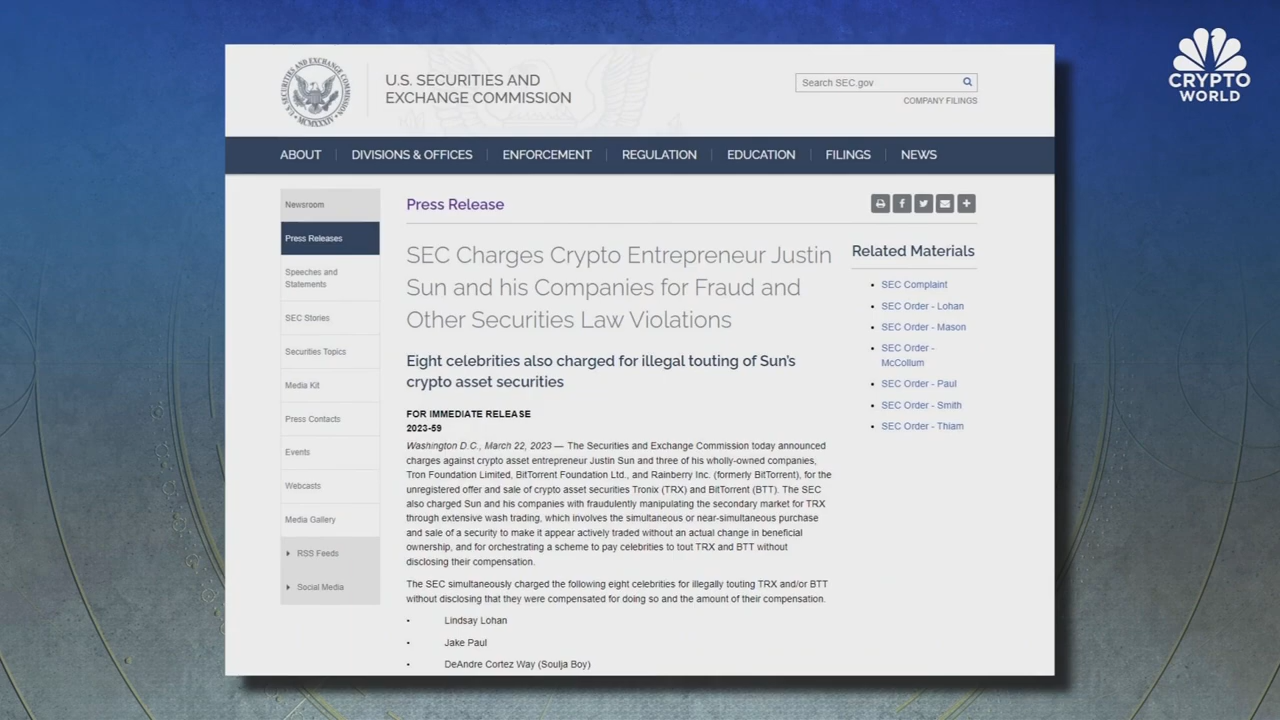 CRYPTO
WORLD
U.S. SECURITIES AND
EXCHANGE COMMISSION
Search SEC.gov
COMPANY FILINGS
ABOUT
DIVISIONS & OFFICES
ENFORCEMENT
REGULATION
EDUCATION
FILINGS
NEWS
Newsroom
Press Releases
Speeches and
Statements
SEC Stories
Securities Topics
Media Kit
Press Contacts
Events
Webcasts
Media Gallery
RSS Feeds
Social Media
Press Release
SEC Charges Crypto Entrepreneur Justin
Sun and his Companies for Fraud and
Other Securities Law Violations
Eight celebrities also charged for illegal touting of Sun's
crypto asset securities
FOR IMMEDIATE RELEASE
2023-59
Washington D.C., March 22, 2023 — The Securities and Exchange Commission today announced
charges against crypto asset entrepreneur Justin Sun and three of his wholly-owned companies,
Tron Foundation Limited, BitTorrent Foundation Ltd., and Rainberry Inc. (formerly BitTorrent), for the
unregistered offer and sale of crypto asset securities Tronix (TRX) and BitTorrent (BTT). The SEC
also charged Sun and his companies with fraudulently manipulating the secondary market for TRX
through extensive wash trading, which involves the simultaneous or near-simultaneous purchase
and sale of a security to make it appear actively traded without an actual change in beneficial
ownership, and for orchestrating a scheme to pay celebrities to tout TRX and BTT without
disclosing their compensation.
The SEC simultaneously charged the following eight celebrities for illegally touting TRX and/or BTT
without disclosing that they were compensated for doing so and the amount of their compensation.
• Lindsay Lohan
• Jake Paul
• DeAndre Cortez Way (Soulja Boy)
Related Materials
• SEC Complaint
• SEC Order - Lohan
• SEC Order - Mason
• SEC Order -
McCollum
• SEC Order - Paul
• SEC Order - Smith
• SEC Order - Thiam